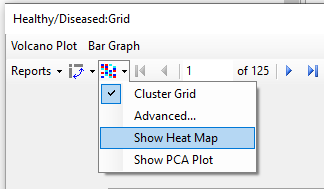 Healthy/Diseased:Grid
Volcano Plot Bar Graph
Reports 1 of 125
Cluster Grid
Advanced...
Show Heat Map
Show PCA Plot